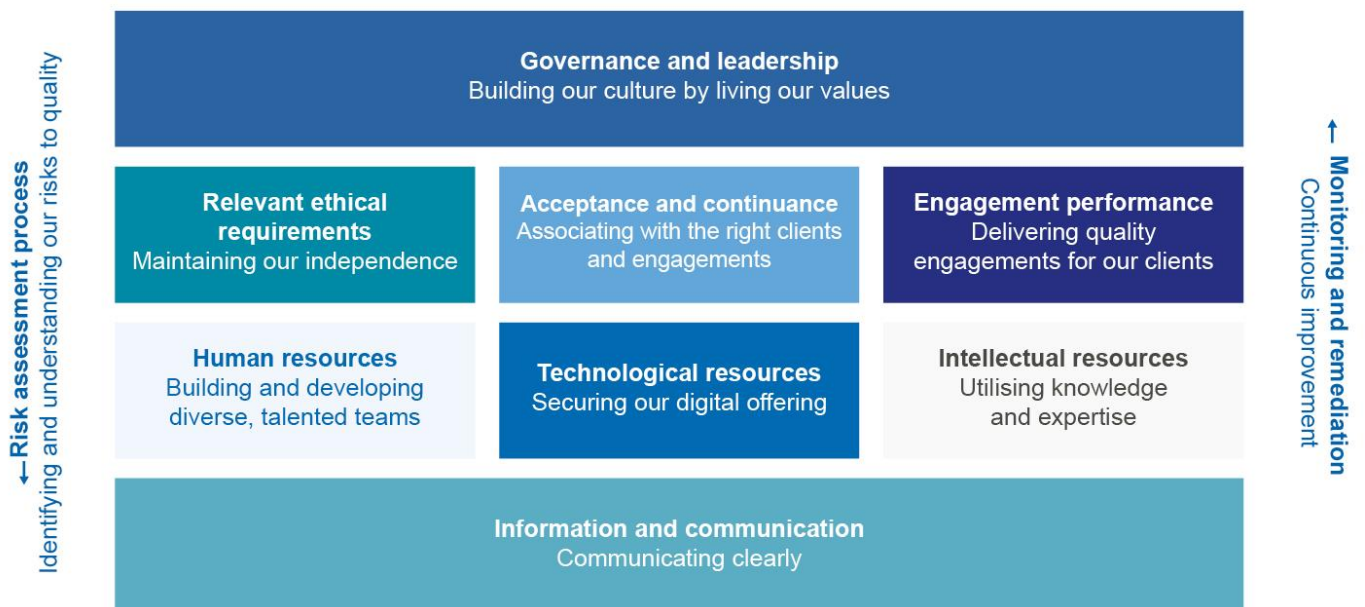 ← Risk assessment process
Identifying and understanding our risks to quality
Governance and leadership
Building our culture by living our values
Relevant ethical
requirements
Maintaining our independence
Acceptance and continuance
Associating with the right clients
and engagements
Engagement performance
Delivering quality
engagements for our clients
Human resources
Building and developing
diverse, talented teams
Technological resources
Securing our digital offering
Intellectual resources
Utilising knowledge
and expertise
Information and communication
Communicating clearly
← Monitoring and remediation
Continuous improvement